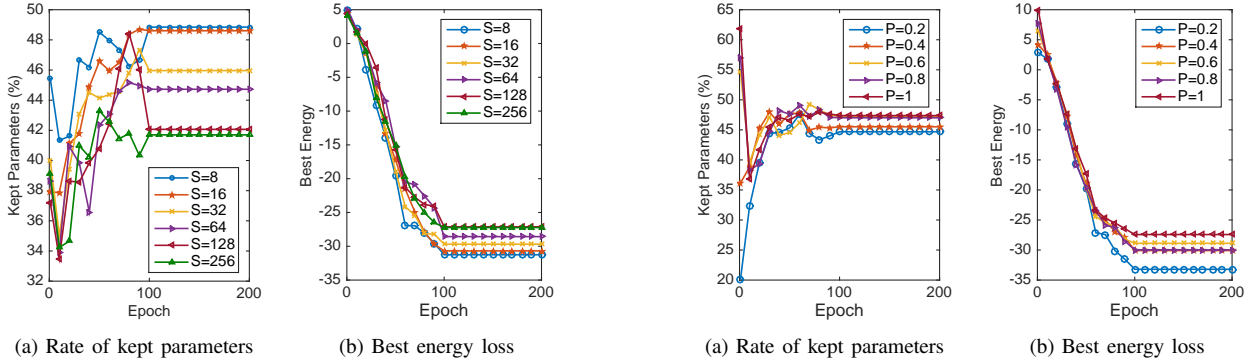 50
48
46
44
42
40
38
36
34
32
0
100
200
Kept Parameters (%)
Epoch
S=8
S=16
S=32
S=64
S=128
S=256
(a) Rate of kept parameters
5
0
-5
-10
-15
-20
-25
-30
-35
0
100
200
Best Energy
Epoch
S=8
S=16
S=32
S=64
S=128
S=256
(b) Best energy loss
65
60
55
50
45
40
35
30
25
20
0
100
200
Kept Parameters (%)
Epoch
P=0.2
P=0.4
P=0.6
P=0.8
P=1
(a) Rate of kept parameters
10
5
0
-5
-10
-15
-20
-25
-30
-35
0
100
200
Best Energy
Epoch
P=0.2
P=0.4
P=0.6
P=0.8
P=1
(b) Best energy loss